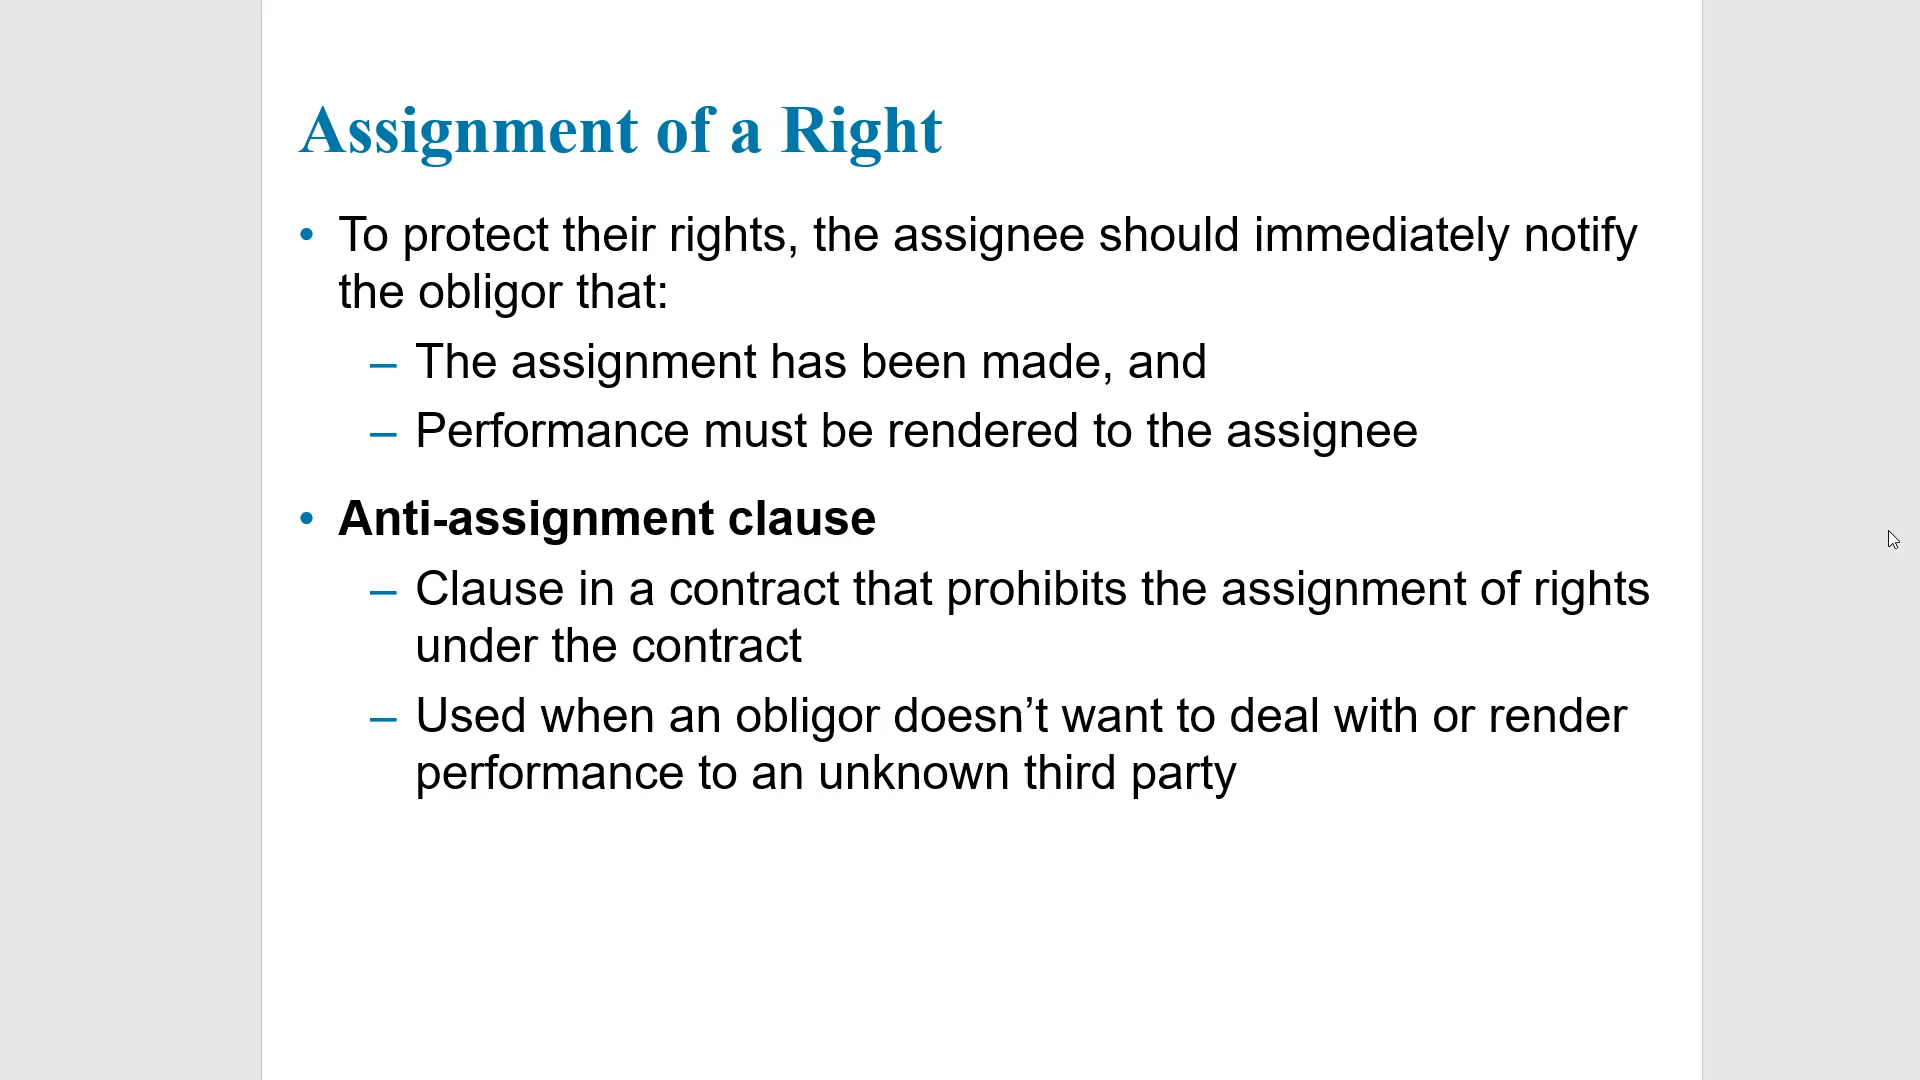 Assignment of a Right
• To protect their rights, the assignee should immediately notify
the obligor that:
– The assignment has been made, and
– Performance must be rendered to the assignee
• Anti-assignment clause
– Clause in a contract that prohibits the assignment of rights
under the contract
– Used when an obligor doesn’t want to deal with or render
performance to an unknown third party